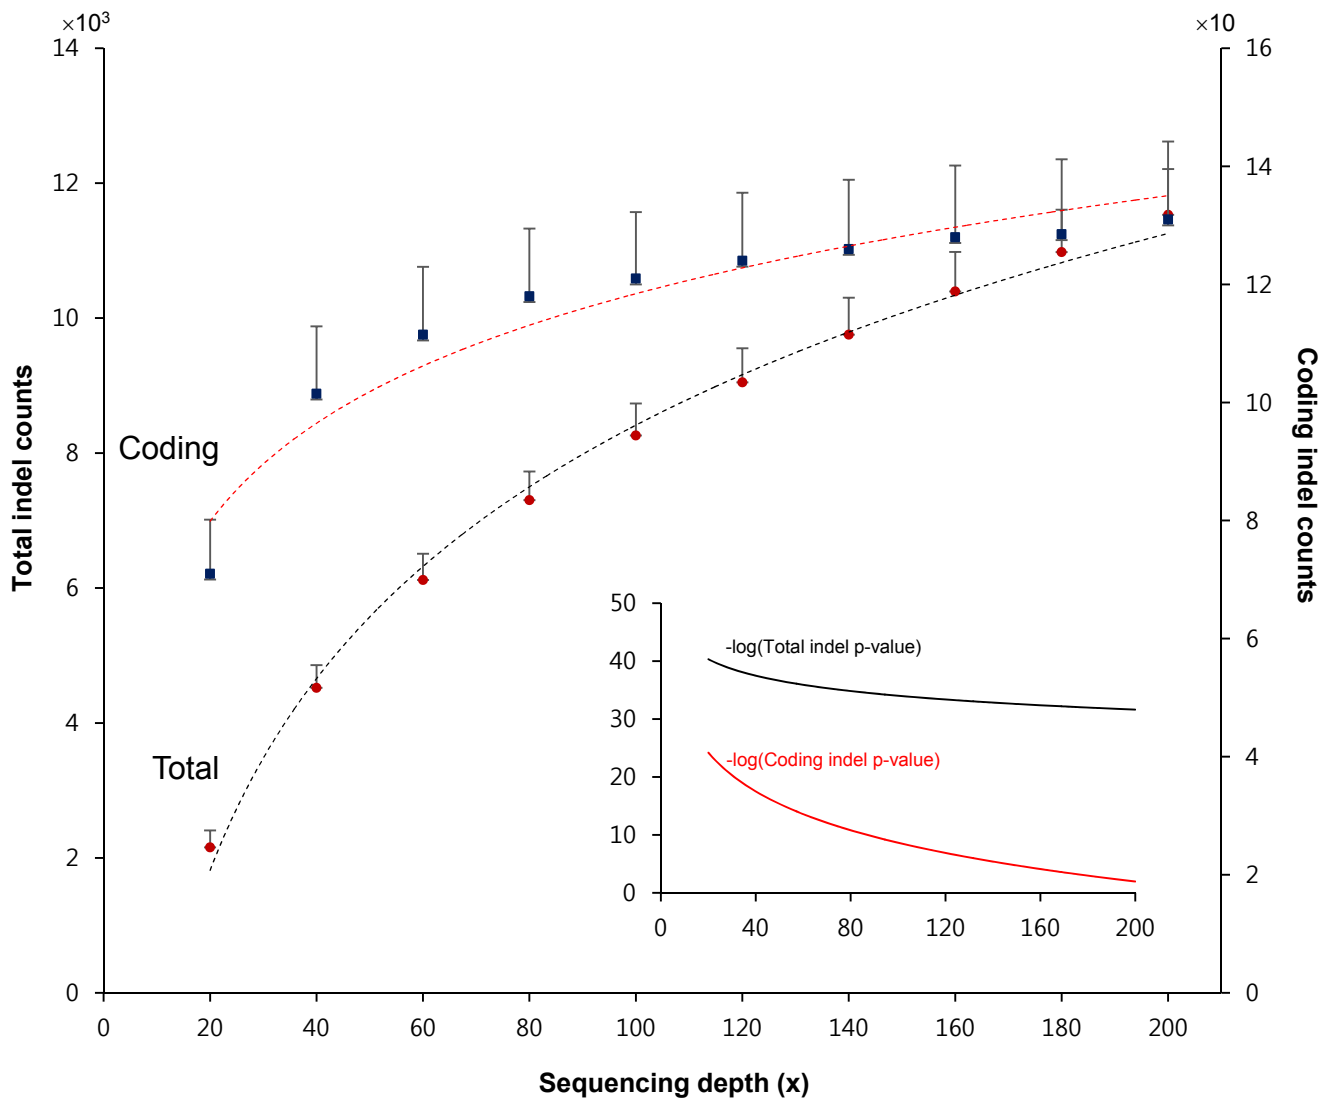 ×10³
×10
14
12
10
8
6
4
2
0
16
14
12
10
8
6
4
2
0
Total indel counts
Coding indel counts
Coding
Total
50
40
30
20
10
0
-log(Total indel p-value)
-log(Coding indel p-value)
0 40 80 120 160 200
0 20 40 60 80 100 120 140 160 180 200
Sequencing depth (x)